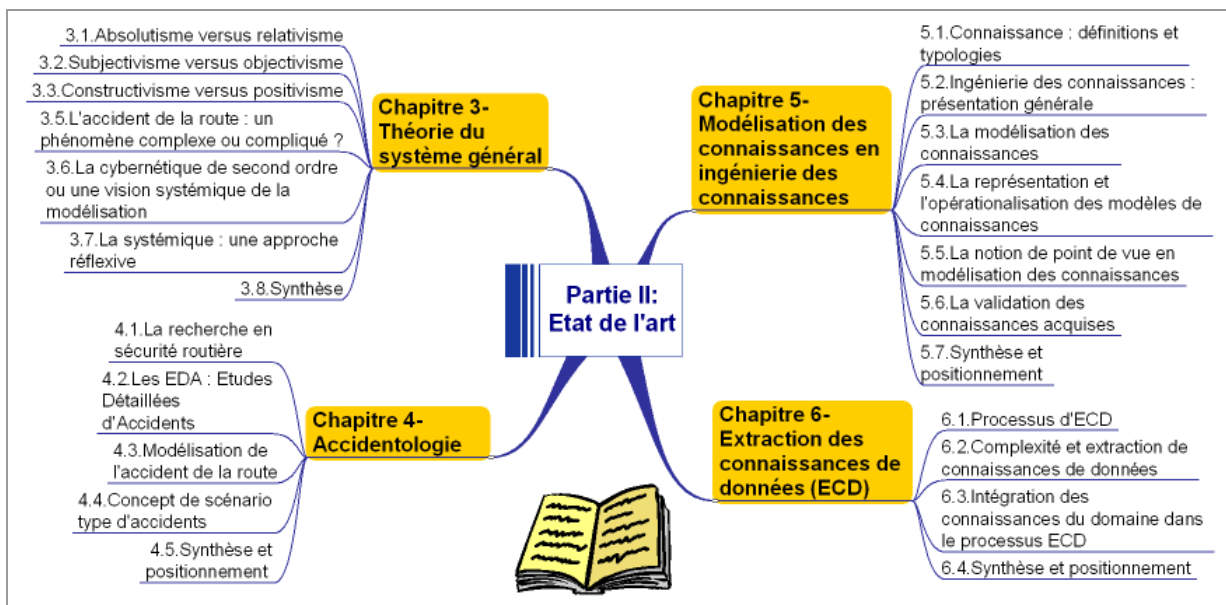 3.1.Absolutisme versus relativisme
3.2.Subjectivisme versus objectivisme
3.3.Constructivisme versus positivisme
3.5.L'accident de la route : un
phénomène complexe ou compliqué ?
3.6.La cybernétique de second ordre
ou une vision systémique de la
modélisation
3.7.La systémique : une approche
réflexive
3.8.Synthèse
Chapitre 3-
Théorie du
système général
4.1.La recherche en
sécurité routière
4.2.Les EDA : Etudes
Détaillées
d'Accidents
4.3.Modélisation de
l'accident de la route
4.4.Concept de scénario
type d'accidents
4.5.Synthèse et
positionnement
Chapitre 4-
Accidentologie
Partie II:
Etat de l'art
Chapitre 5-
Modélisation des
connaissances en
ingénierie des
connaissances
5.1.Connaissance : définitions et
typologies
5.2.Ingénierie des connaissances :
présentation générale
5.3.La modélisation des
connaissances
5.4.La représentation et
l'opérationalisation des modèles de
connaissances
5.5.La notion de point de vue en
modélisation des connaissances
5.6.La validation des
connaissances acquises
5.7.Synthèse et
positionnement
Chapitre 6-
Extraction des
connaissances de
données (ECD)
6.1.Processus d'ECD
6.2.Complexité et extraction de
connaissances de données
6.3.Intégration des
connaissances du domaine dans
le processus ECD
6.4.Synthèse et positionnement